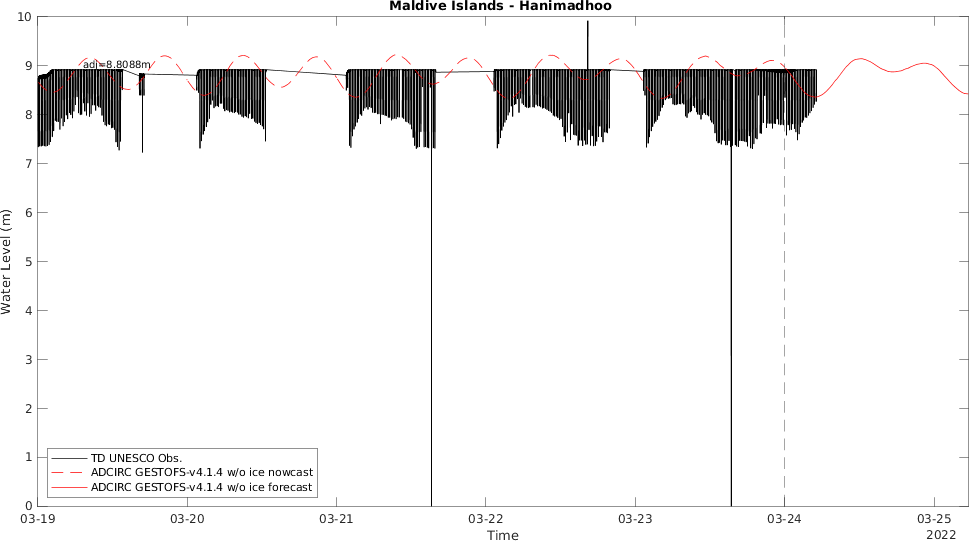 Maldive Islands - Hanimadhoo
adj=8.8088m
Water Level (m)
10
9
8
7
6
5
4
3
2
1
0
TD UNESCO Obs.
ADCIRC GESTOFS-v4.1.4 w/o ice nowcast
ADCIRC GESTOFS-v4.1.4 w/o ice forecast
03-19 03-20 03-21 03-22 03-23 03-24 03-25
Time
2022